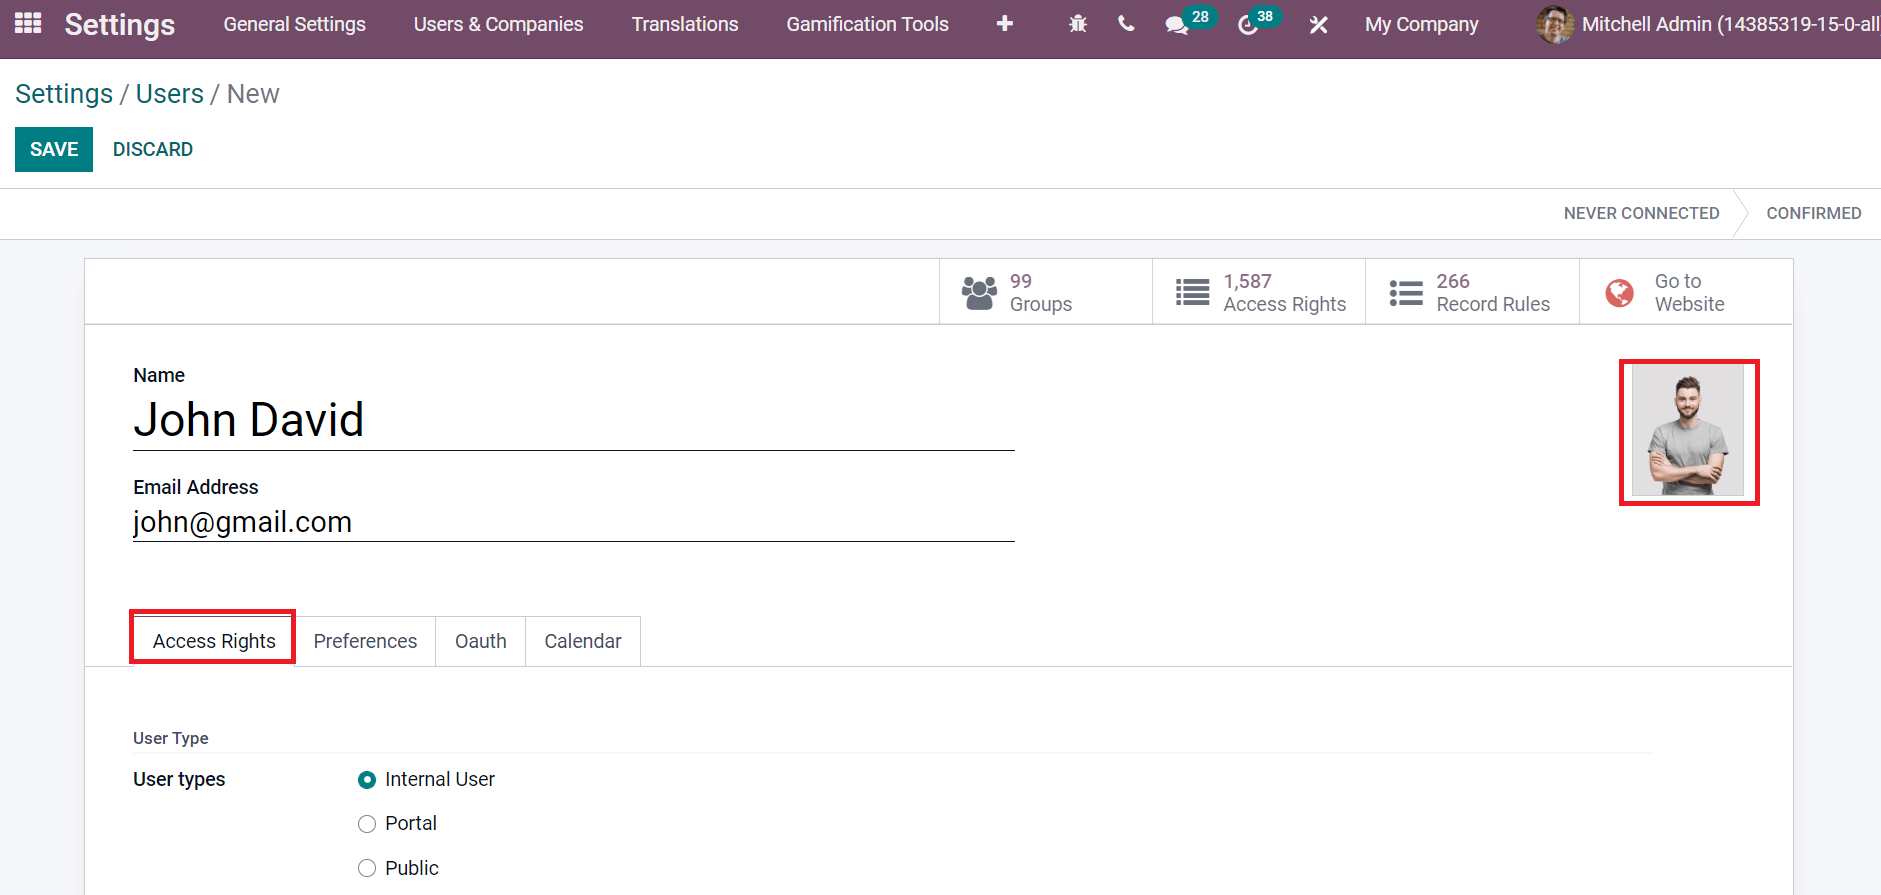 Settings General Settings Users & Companies Translations Gamification Tools 28 38 My Company Mitchell Admin (14385319-15-0-all
Settings / Users / New
SAVE DISCARD
NEVER CONNECTED CONFIRMED
99 Groups
1,587 Access Rights
266 Record Rules
Go to Website
Name
John David
Email Address
john@gmail.com
Access Rights Preferences Oauth Calendar
User Type
User types Internal User
Portal
Public